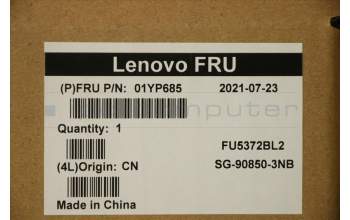 Lenovo FRU
(P)FRU P/N: 01YP685 2021-07-23
Quantity: 1
FU5372BL2
(4L)Origin: CN SG-90850-3NB
Made in China